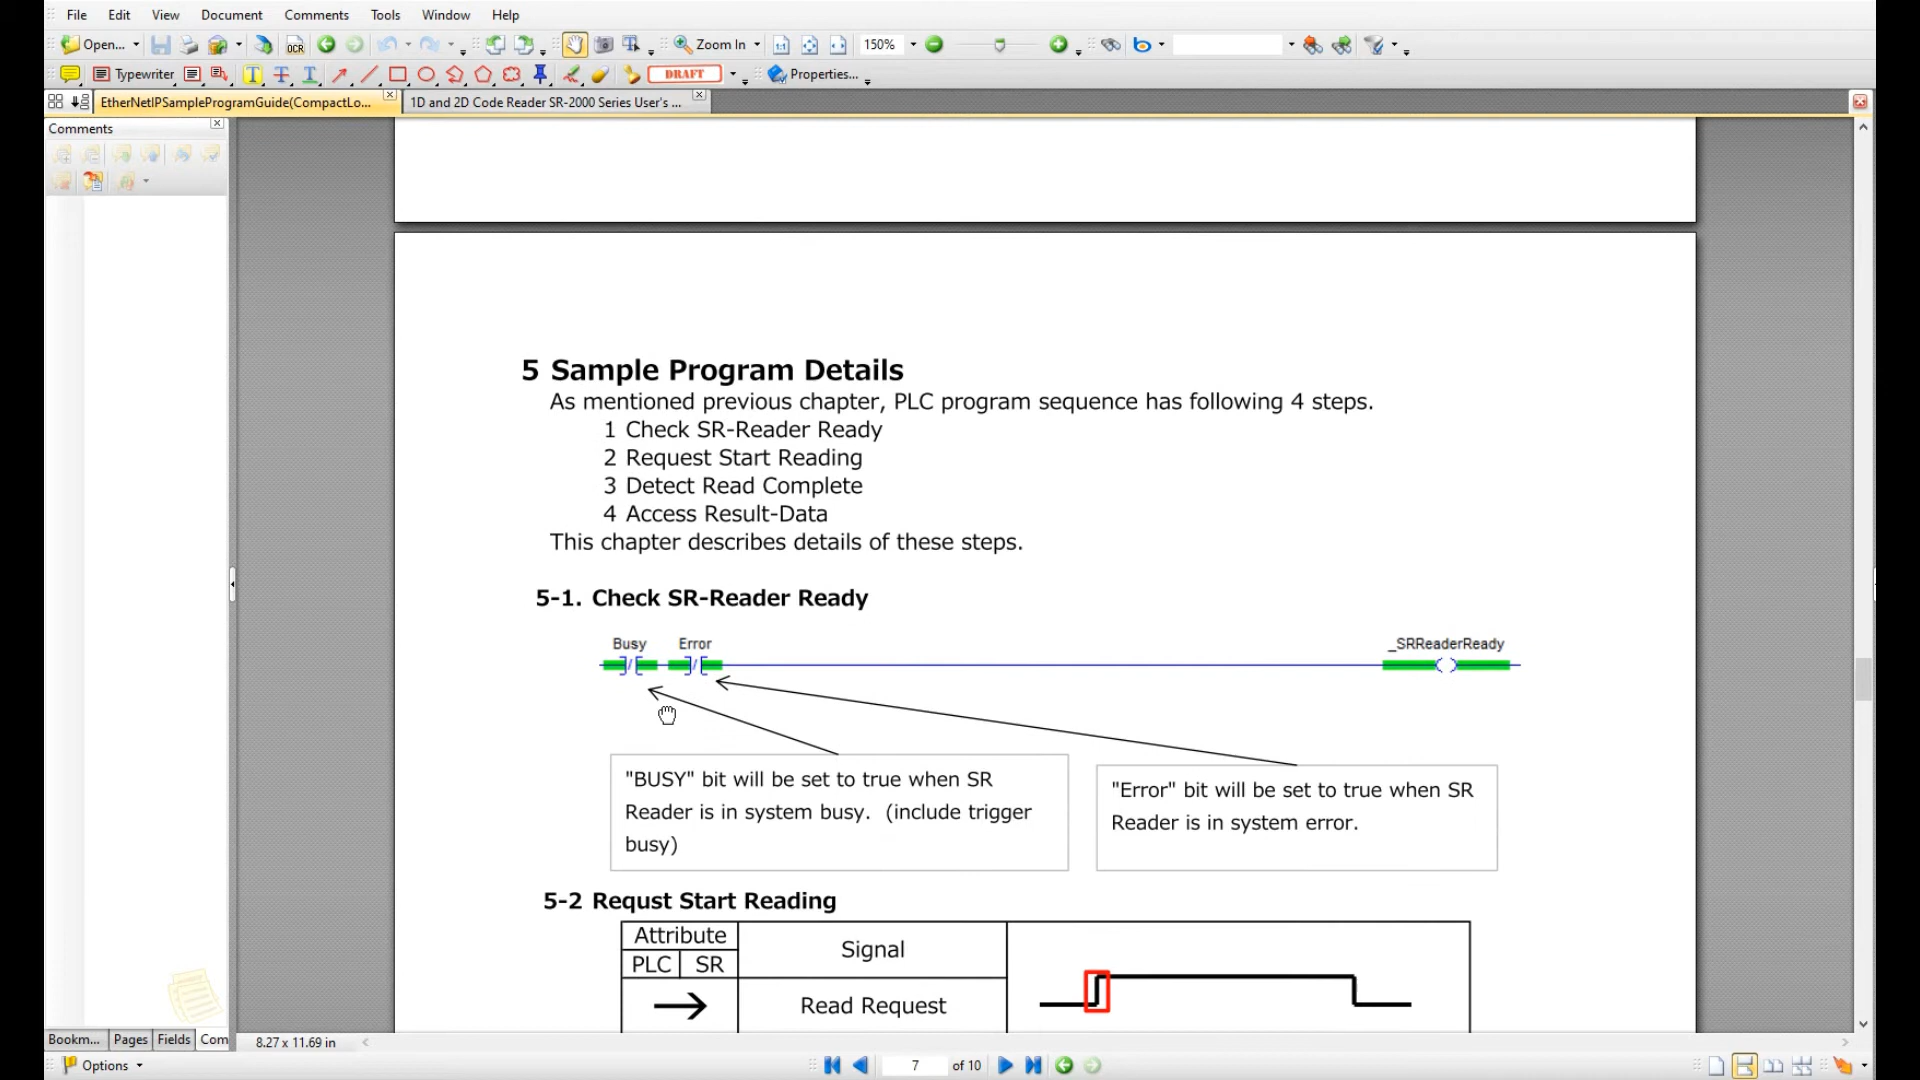 File Edit View Document Comments Tools Window Help
Open... OCR Zoom In 1:1 150%
Typewriter T T T DRAFT Properties...
EtherNetIPSampleProgramGuide(CompactLo... 1D and 2D Code Reader SR-2000 Series User's ...
Comments
5 Sample Program Details
As mentioned previous chapter, PLC program sequence has following 4 steps.
1 Check SR-Reader Ready
2 Request Start Reading
3 Detect Read Complete
4 Access Result-Data
This chapter describes details of these steps.
5-1. Check SR-Reader Ready
Busy Error _SRReaderReady
"BUSY" bit will be set to true when SR
Reader is in system busy. (include trigger
busy)
"Error" bit will be set to true when SR
Reader is in system error.
5-2 Requst Start Reading
Attribute
PLC SR
Signal
Read Request
Bookm... Pages Fields Com
8.27 x 11.69 in
Options
7 of 10